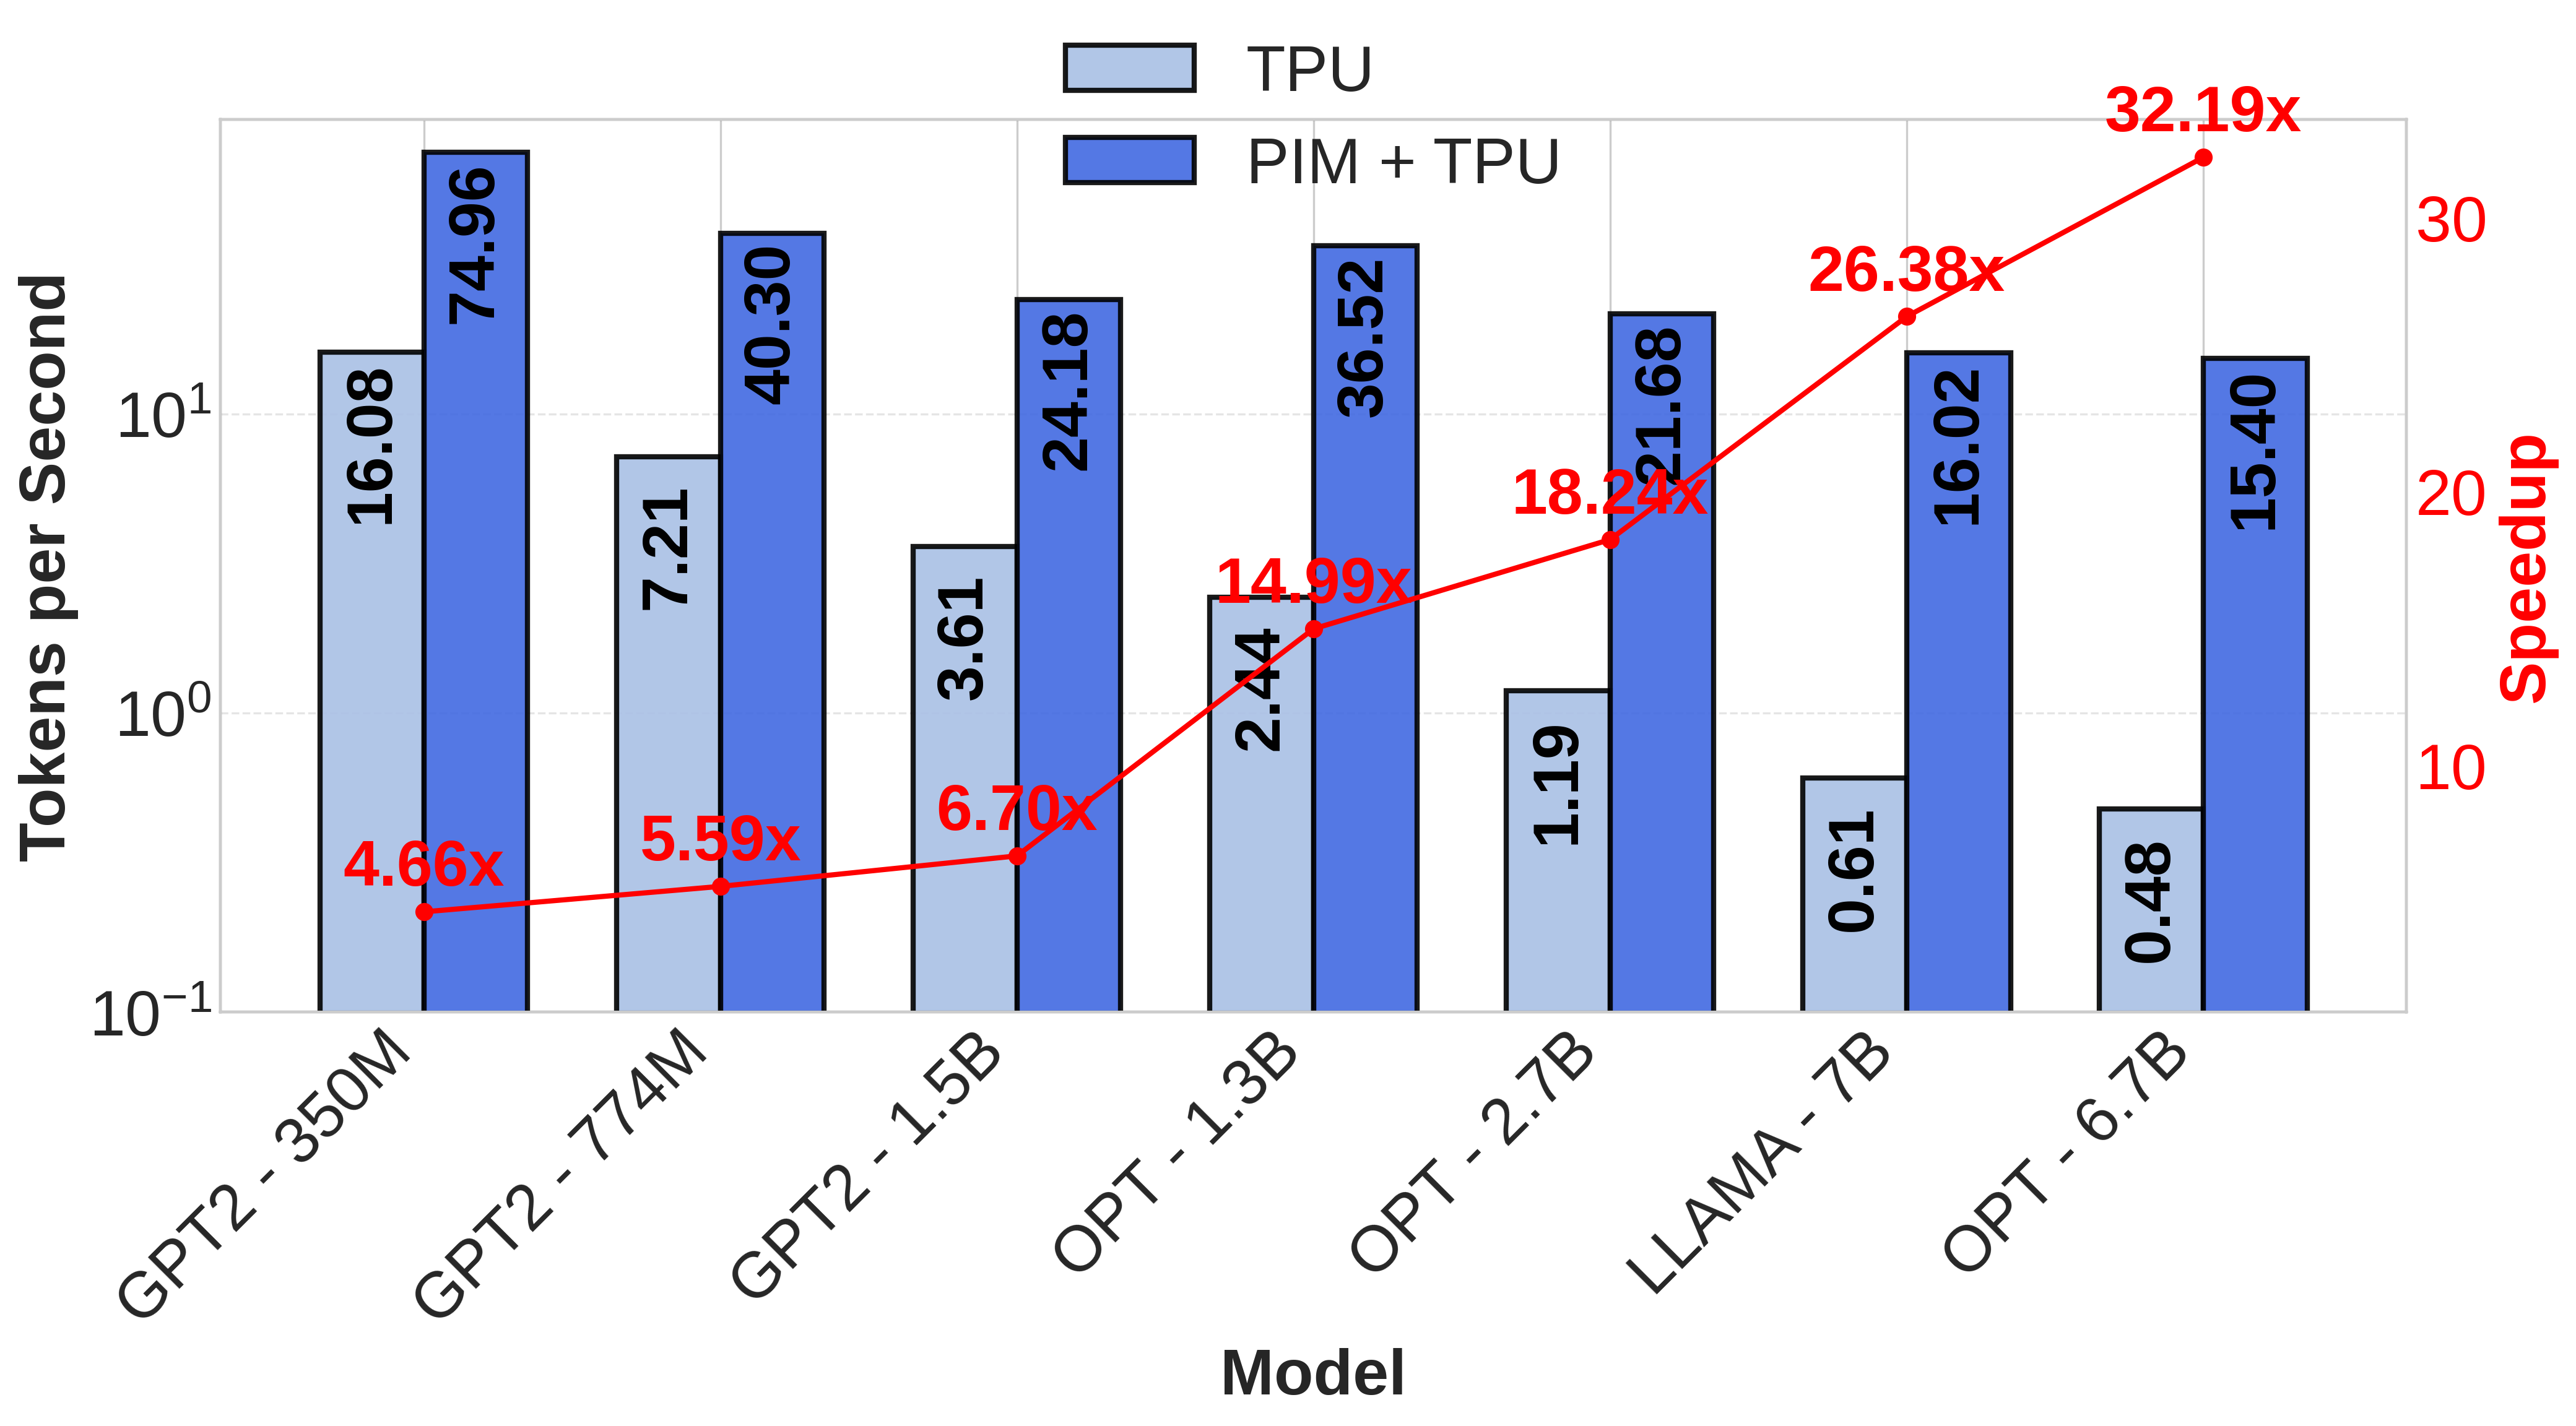 TPU
PIM + TPU
Tokens per Second
10¹
10⁰
10⁻¹
16.08
74.96
7.21
40.30
3.61
24.18
2.44
36.52
1.19
21.68
0.61
16.02
0.48
15.40
4.66x
5.59x
6.70x
14.99x
18.24x
26.38x
32.19x
30
20
10
Speedup
GPT2 - 350M
GPT2 - 774M
GPT2 - 1.5B
OPT - 1.3B
OPT - 2.7B
LLAMA - 7B
OPT - 6.7B
Model